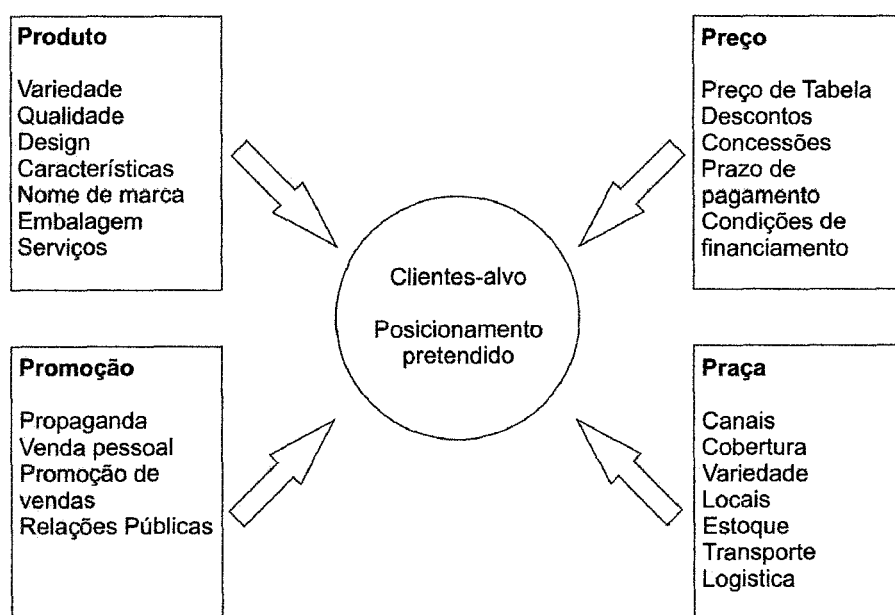 Produto
Variedade
Qualidade
Design
Características
Nome de marca
Embalagem
Serviços
Preço
Preço de Tabela
Descontos
Concessões
Prazo de
pagamento
Condições de
financiamento
Clientes-alvo
Posicionamento
pretendido
Promoção
Propaganda
Venda pessoal
Promoção de
vendas
Relações Públicas
Praça
Canais
Cobertura
Variedade
Locais
Estoque
Transporte
Logistica